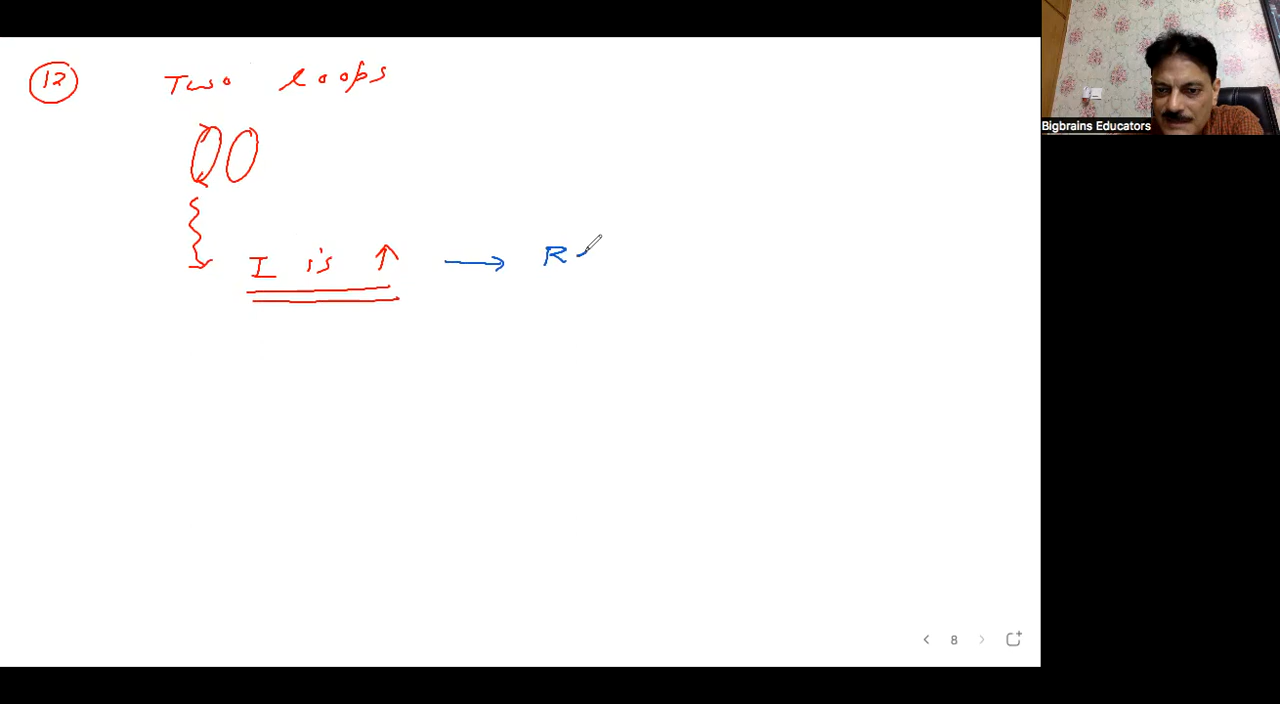 12 Two loops
I is ↑ → R
Bigbrains Educators
8